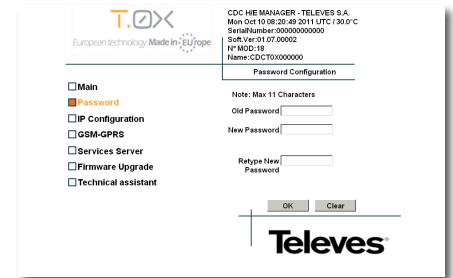 T.0X
European technology Made in EUrope
CDC H/E MANAGER - TELEVES S.A.
Mon Oct 10 08:20:49 2011 UTC / 30.0°C
SerialNumber:000000000000
Soft.Ver:01.07.00002
Nº MOD:18
Name:CDCT0X000000
Password Configuration
Main
Password
IP Configuration
GSM-GPRS
Services Server
Firmware Upgrade
Technical assistant
Note: Max 11 Characters
Old Password
New Password
Retype New
Password
OK Clear
Televes